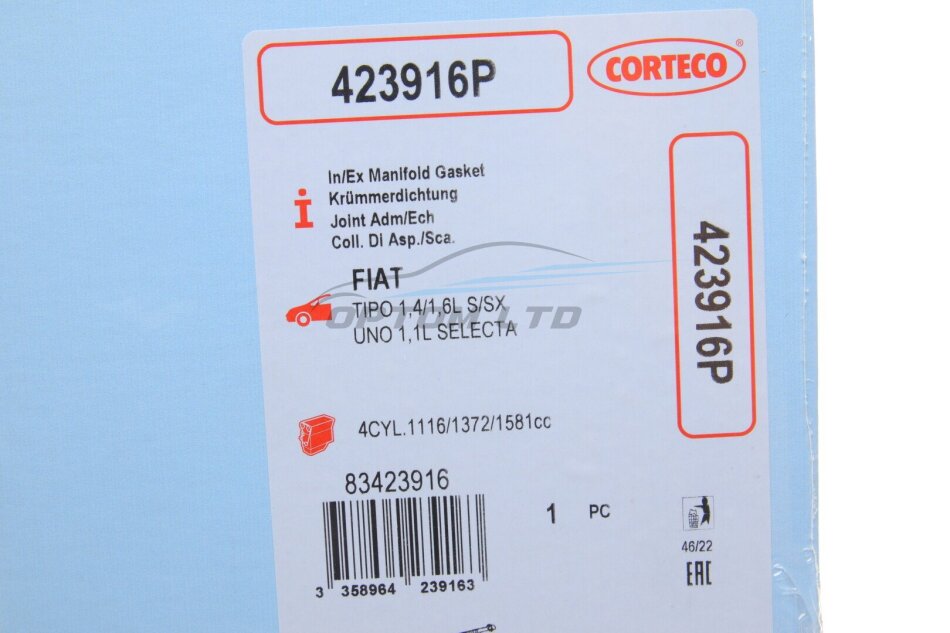 423916P
CORTECO®
In/Ex Manifold Gasket
Krümmerdichtung
Joint Adm/Ech
Coll. Di Asp./Sca.
FIAT
TIPO 1,4/1,6L S/SX
UNO 1,1L SELECTA
OPTOM LTD
423916P
4CYL.1116/1372/1581cc
83423916
1 PC
46/22
EAC
3 358964 239163